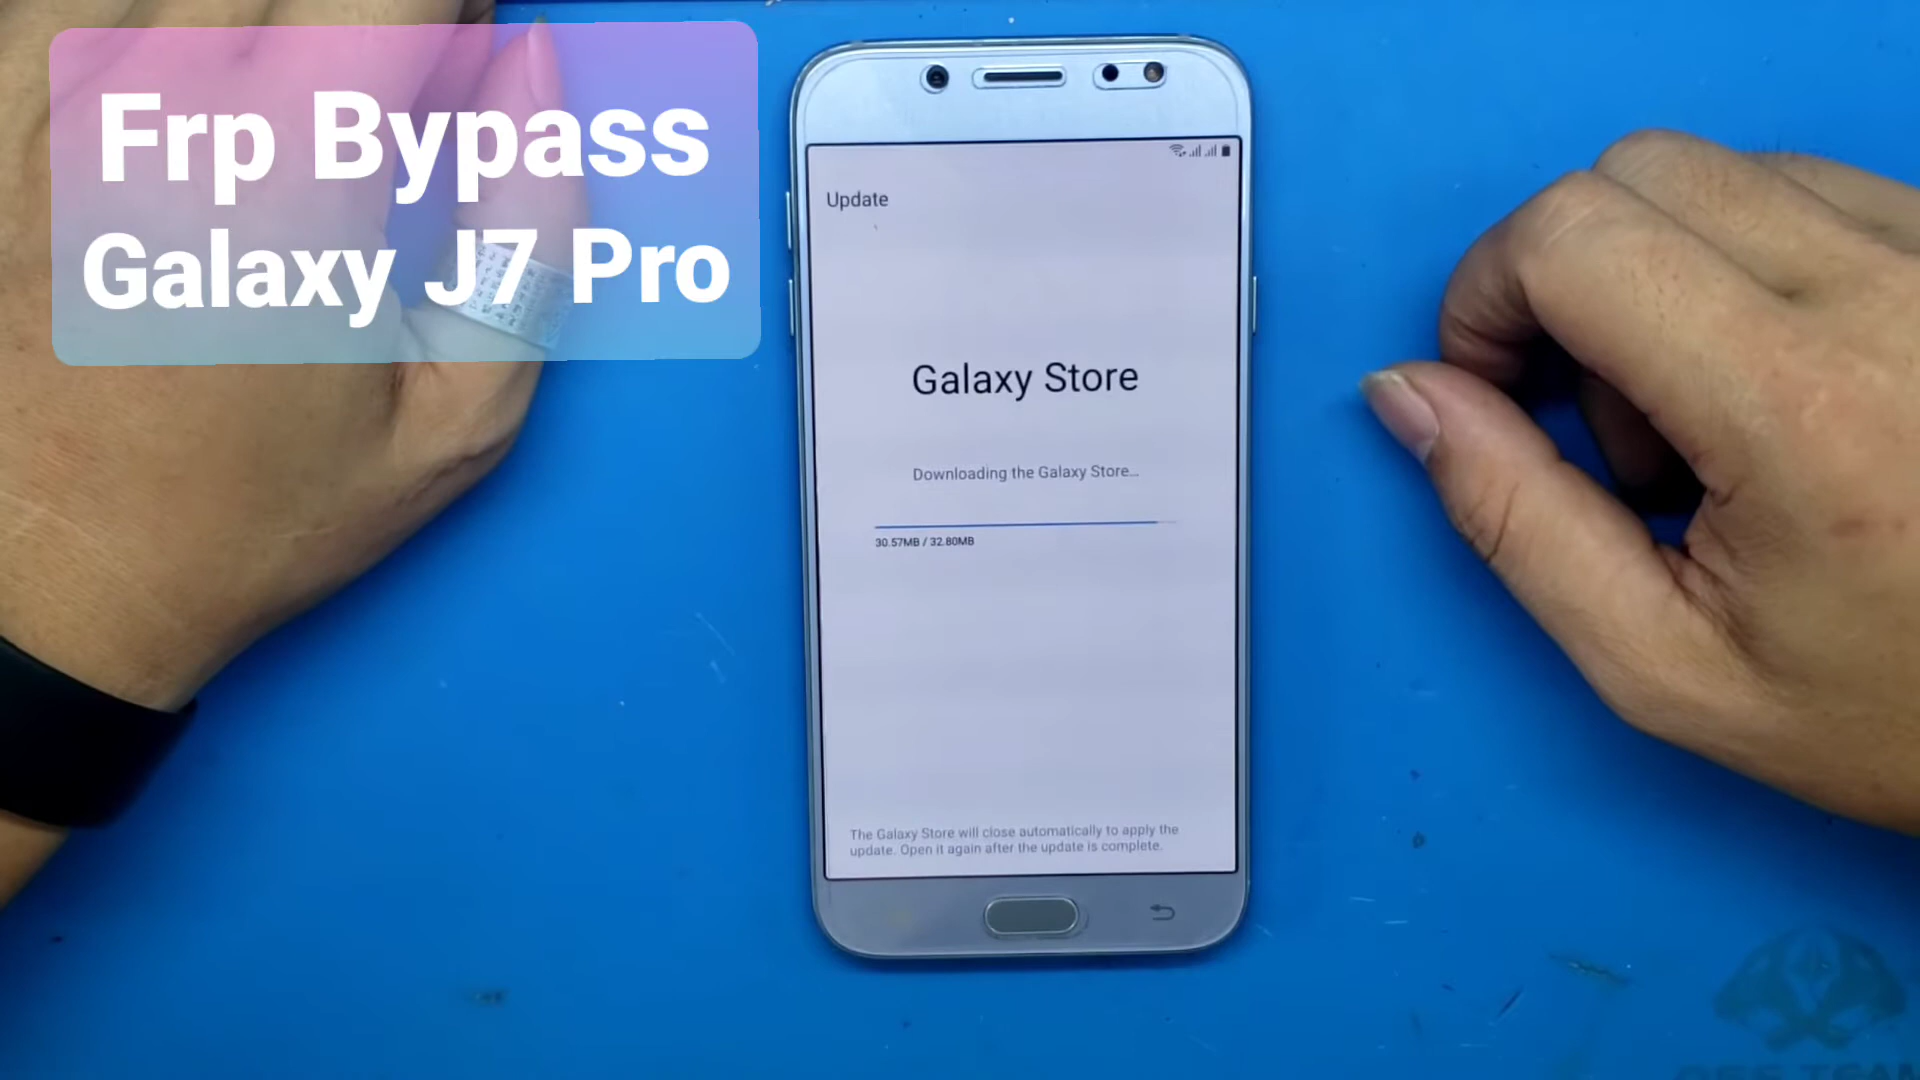 Frp Bypass
Galaxy J7 Pro
Update
Galaxy Store
Downloading the Galaxy Store...
30.57MB / 32.80MB
The Galaxy Store will close automatically to apply the
update. Open it again after the update is complete.